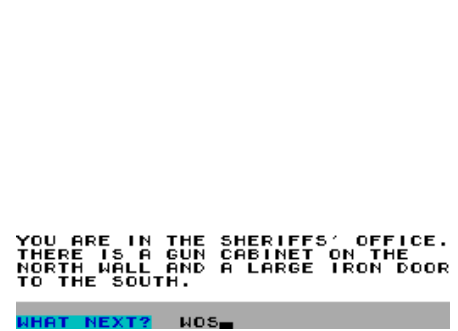 YOU ARE IN THE SHERIFFS' OFFICE.
THERE IS A GUN CABINET ON THE
NORTH WALL AND A LARGE IRON DOOR
TO THE SOUTH.
WHAT NEXT? WOS